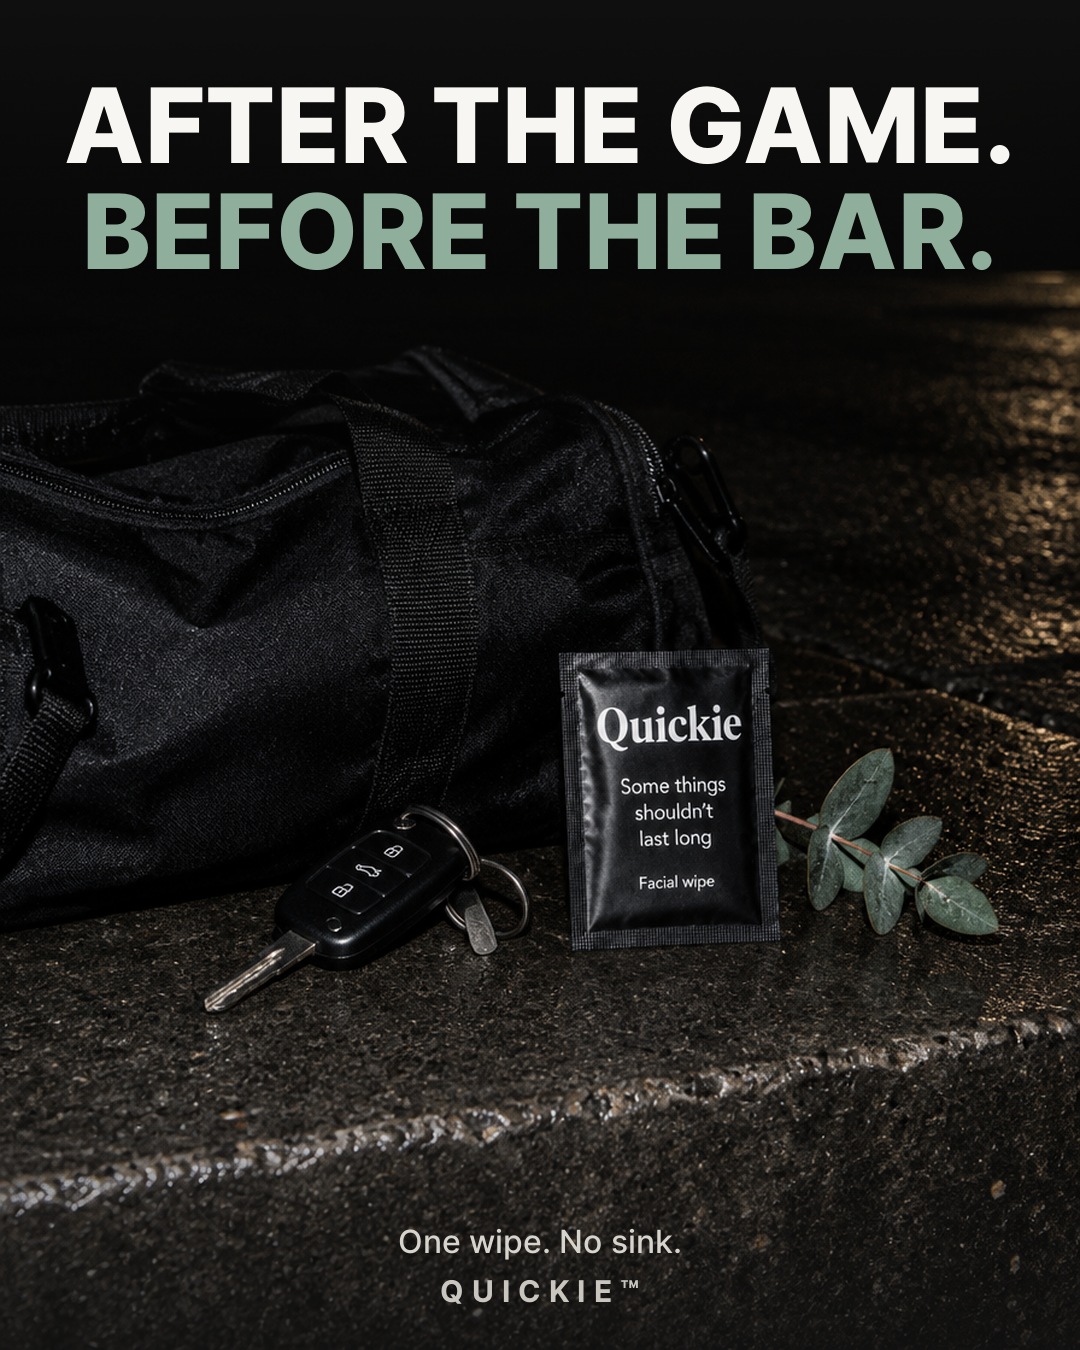 AFTER THE GAME.
BEFORE THE BAR.
Quickie
Some things
shouldn't
last long
Facial wipe
One wipe. No sink.
QUICKIE™